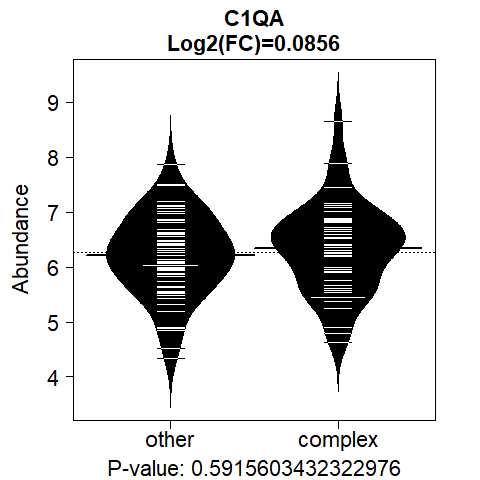 C1QA
Log2(FC)=0.0856
Abundance
9
8
7
6
5
4
other
complex
P-value: 0.5915603432322976